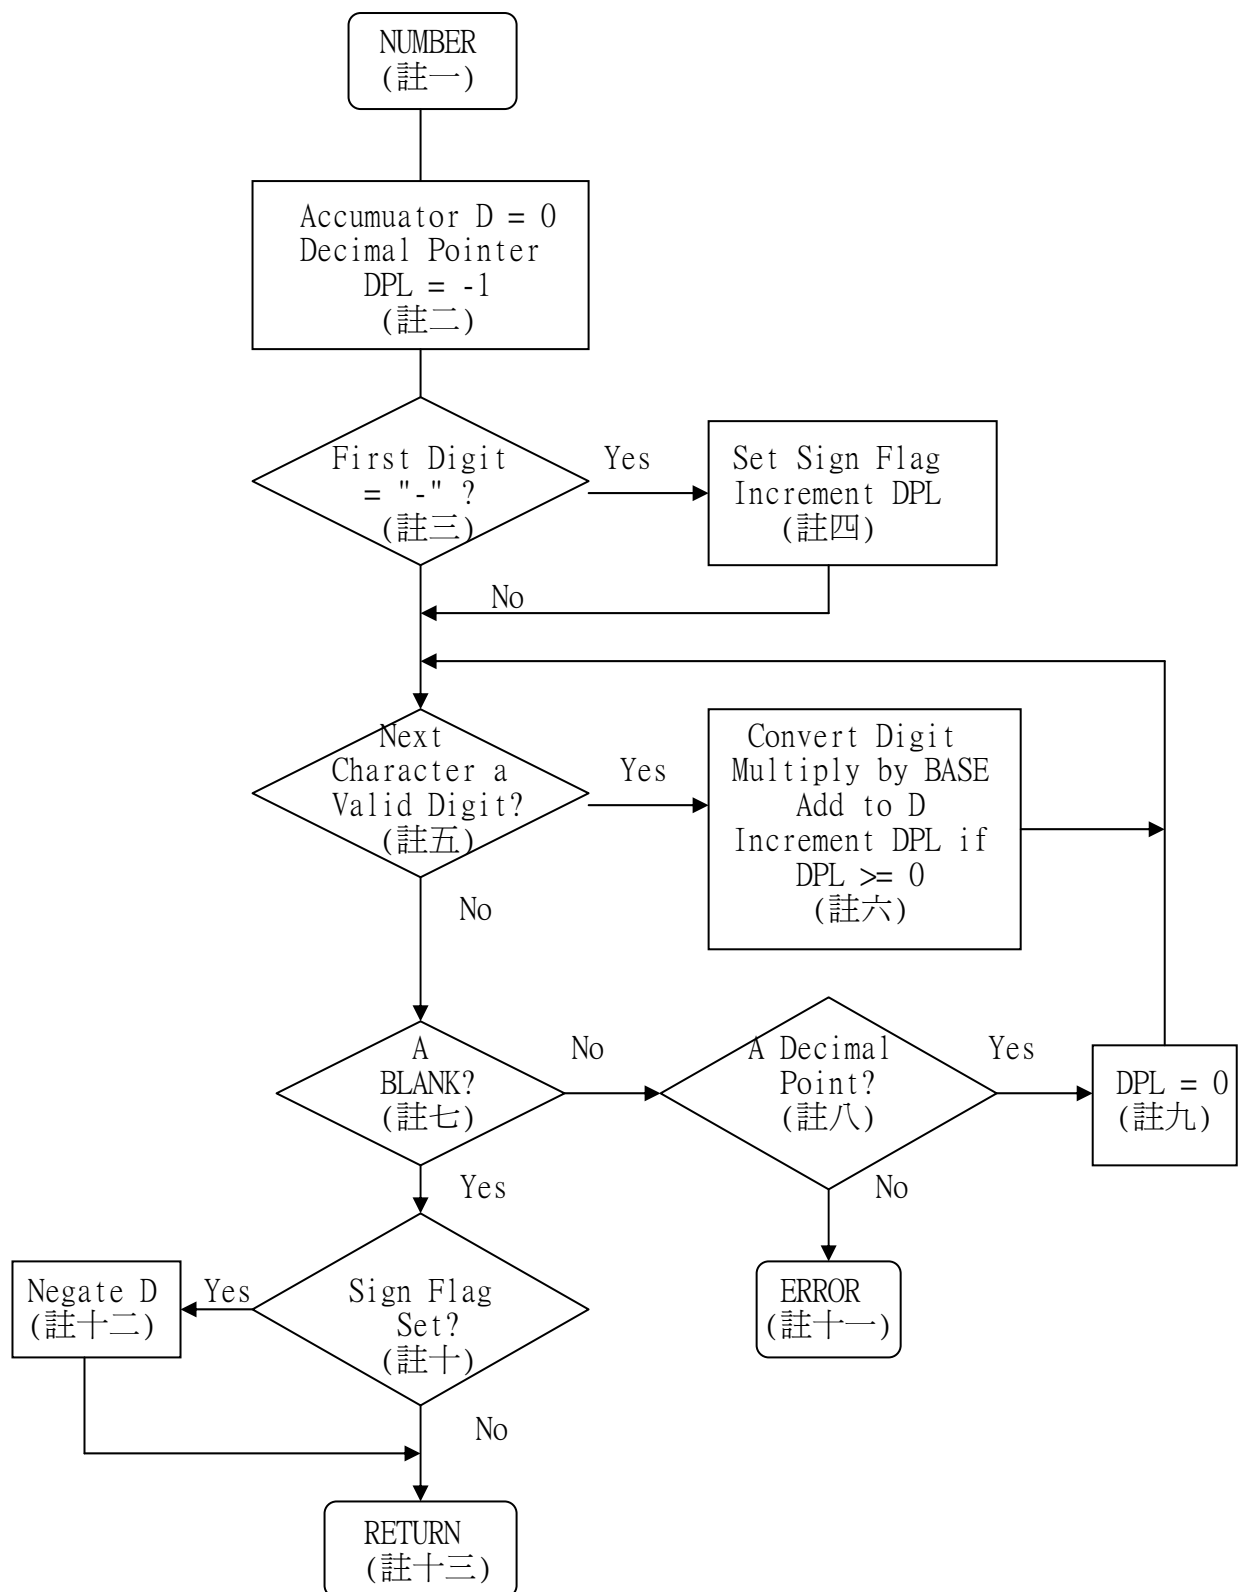 NUMBER
(註一)
Accumuator D = 0
Decimal Pointer
DPL = -1
(註二)
First Digit
= "-" ?
(註三)
Yes
Set Sign Flag
Increment DPL
(註四)
No
Next
Character a
Valid Digit?
(註五)
Yes
Convert Digit
Multiply by BASE
Add to D
Increment DPL if
DPL >= 0
(註六)
No
A
BLANK?
(註七)
No
A Decimal
Point?
(註八)
Yes
DPL = 0
(註九)
Yes
No
Negate D
(註十二)
Yes
Sign Flag
Set?
(註十)
ERROR
(註十一)
No
RETURN
(註十三)